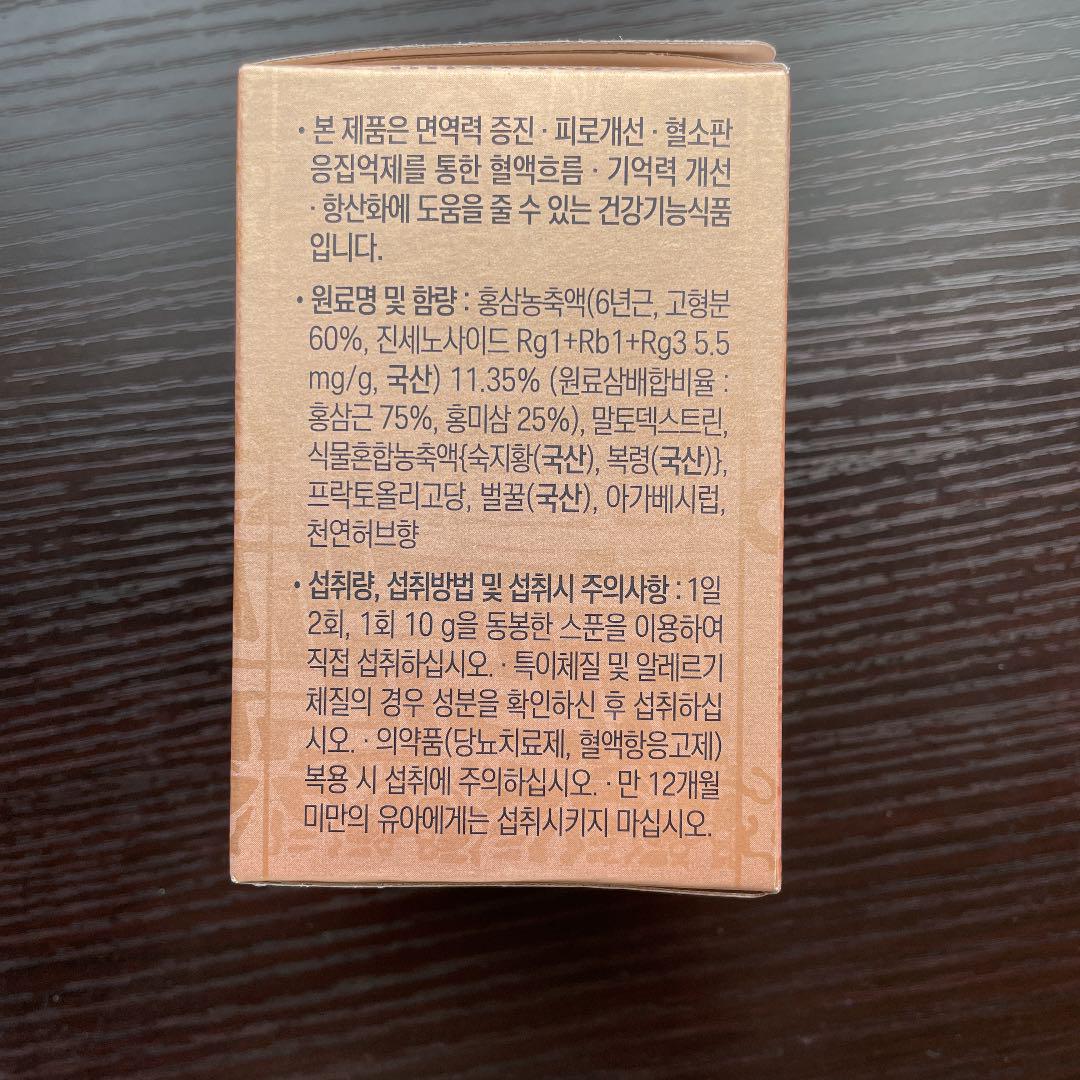 • 본 제품은 면역력 증진 · 피로개선 · 혈소판
응집억제를 통한 혈액흐름 · 기억력 개선
· 항산화에 도움을 줄 수 있는 건강기능식품
입니다.
• 원료명 및 함량 : 홍삼농축액(6년근, 고형분
60%, 진세노사이드 Rg1+Rb1+Rg3 5.5
mg/g, 국산) 11.35% (원료삼배합비율 :
홍삼근 75%, 홍미삼 25%), 말토덱스트린,
식물혼합농축액{숙지황(국산), 복령(국산)},
프락토올리고당, 벌꿀(국산), 아가베시럽,
천연허브향
• 섭취량, 섭취방법 및 섭취시 주의사항 : 1일
2회, 1회 10 g을 동봉한 스푼을 이용하여
직접 섭취하십시오. · 특이체질 및 알레르기
체질의 경우 성분을 확인하신 후 섭취하십
시오. · 의약품(당뇨치료제, 혈액항응고제)
복용 시 섭취에 주의하십시오. · 만 12개월
미만의 유아에게는 섭취시키지 마십시오.